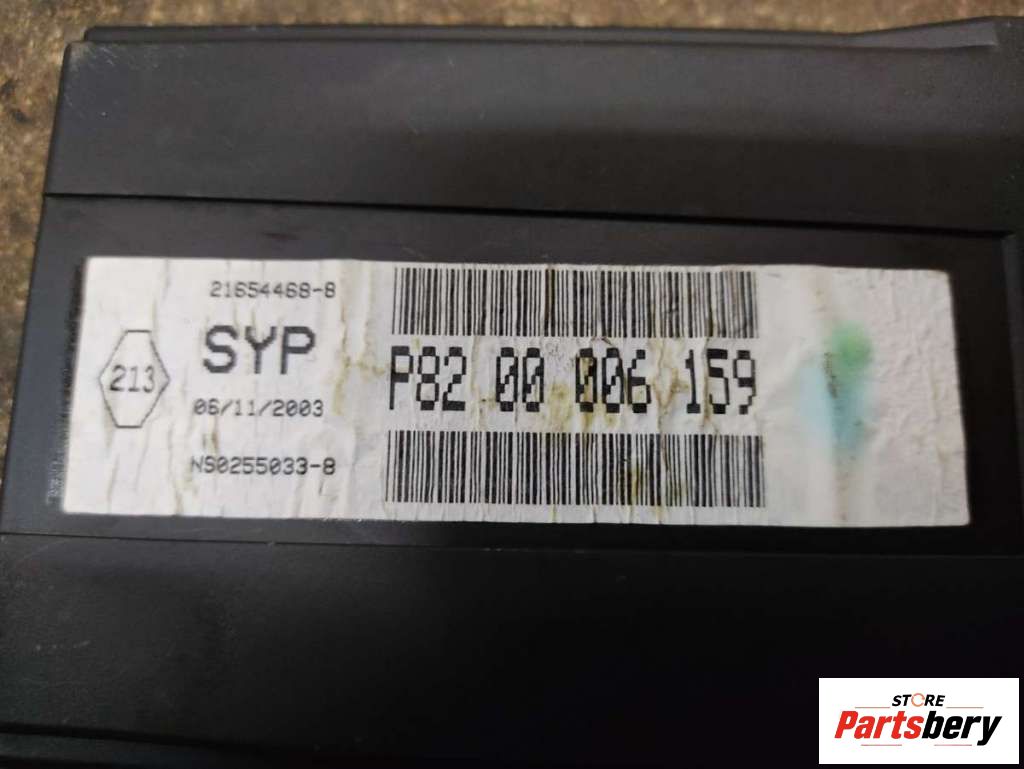 21654468-8
SYP
213
06/11/2003
NS0255033-8
P82 00 006 159
STORE
Partsbery